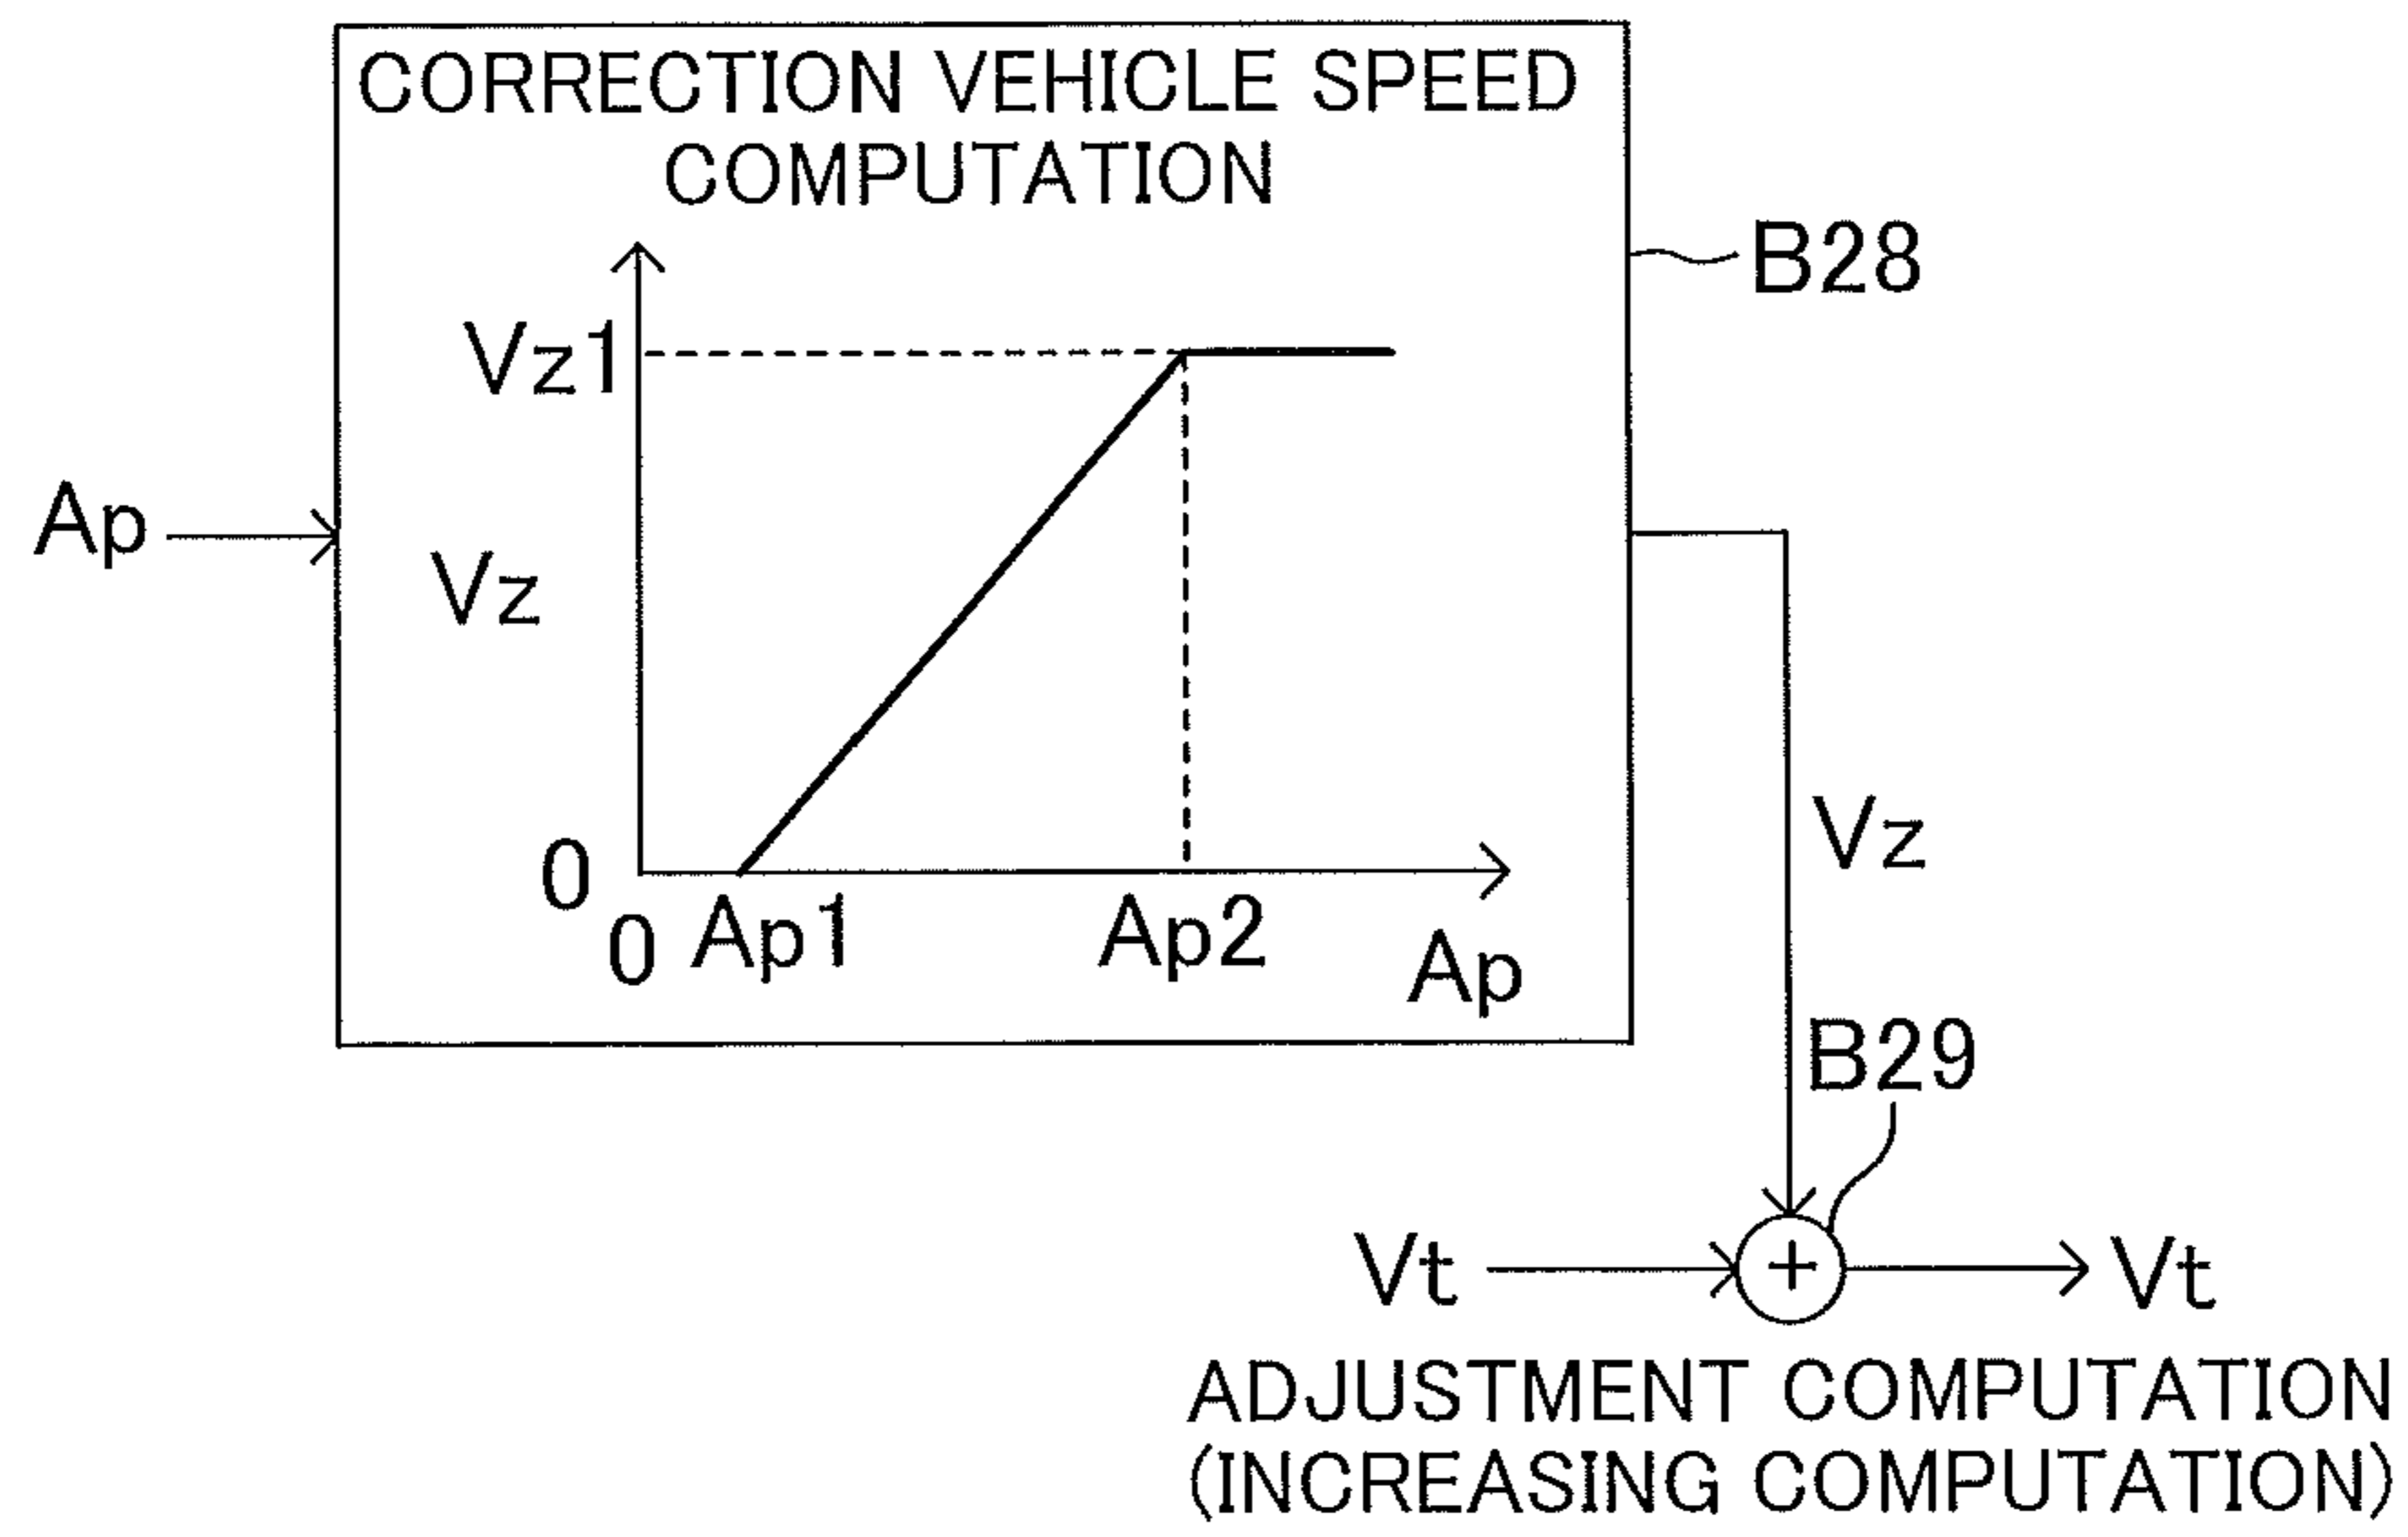 CORRECTION VEHICLE SPEED
COMPUTATION
B28
Vz1
Ap
Vz
0
0
Ap1
Ap2
Ap
Vz
B29
Vt
+
Vt
ADJUSTMENT COMPUTATION
(INCREASING COMPUTATION)